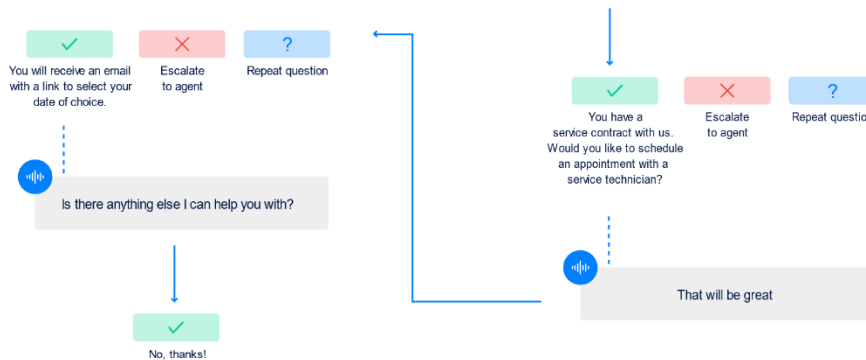 You will receive an email
with a link to select your
date of choice.
Escalate
to agent
Repeat question
Is there anything else I can help you with?
No, thanks!
You have a
service contract with us.
Would you like to schedule
an appointment with a
service technician?
Escalate
to agent
Repeat questio
That will be great